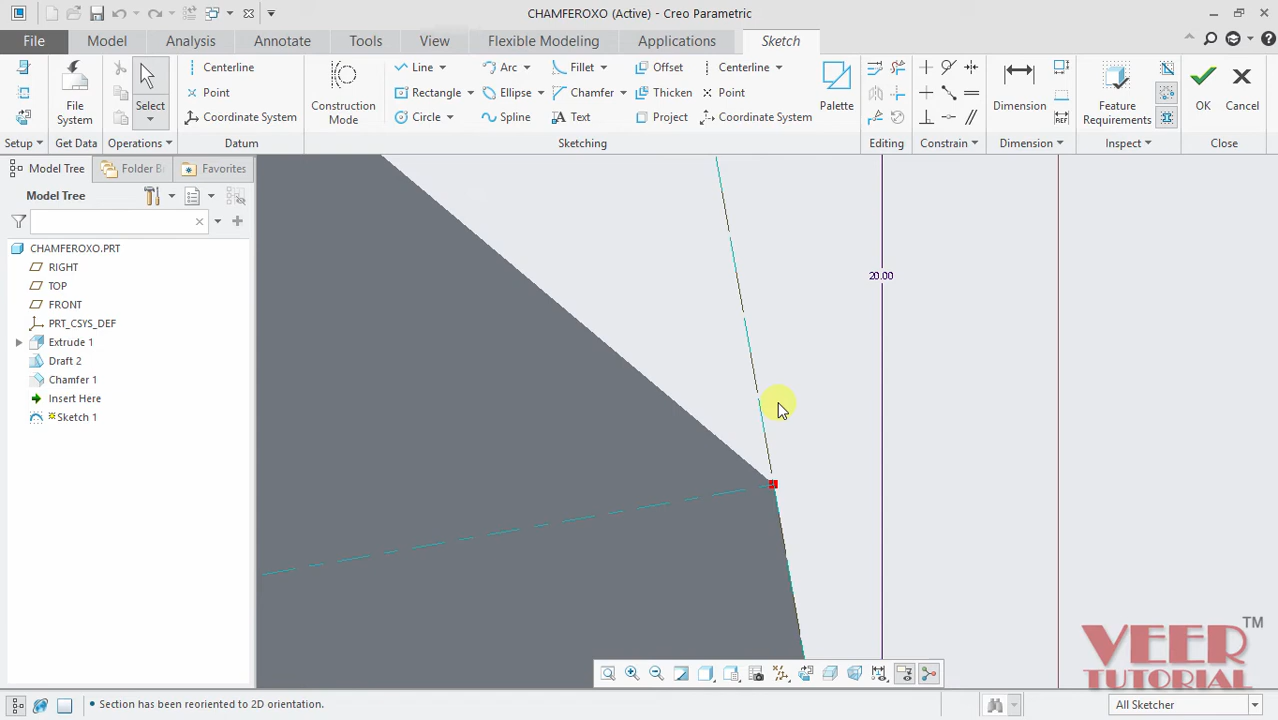 CHAMFEROXO (Active) - Creo Parametric
File Model Analysis Annotate Tools View Flexible Modeling Applications Sketch
Centerline Line Arc Fillet Offset Centerline
Point Rectangle Ellipse Chamfer Thicken Point
File System Select Coordinate System Construction Mode Circle Spline Text Project Coordinate System Palette Dimension REF Feature Requirements OK Cancel
Setup Get Data Operations Datum Sketching Editing Constrain Dimension Inspect Close
Model Tree Folder B Favorites
Model Tree
CHAMFEROXO.PRT
RIGHT
TOP
FRONT
PRT_CSYS_DEF
Extrude 1
Draft 2
Chamfer 1
Insert Here
Sketch 1
20.00
VEER TM
TUTORIAL
Section has been reoriented to 2D orientation.
All Sketcher